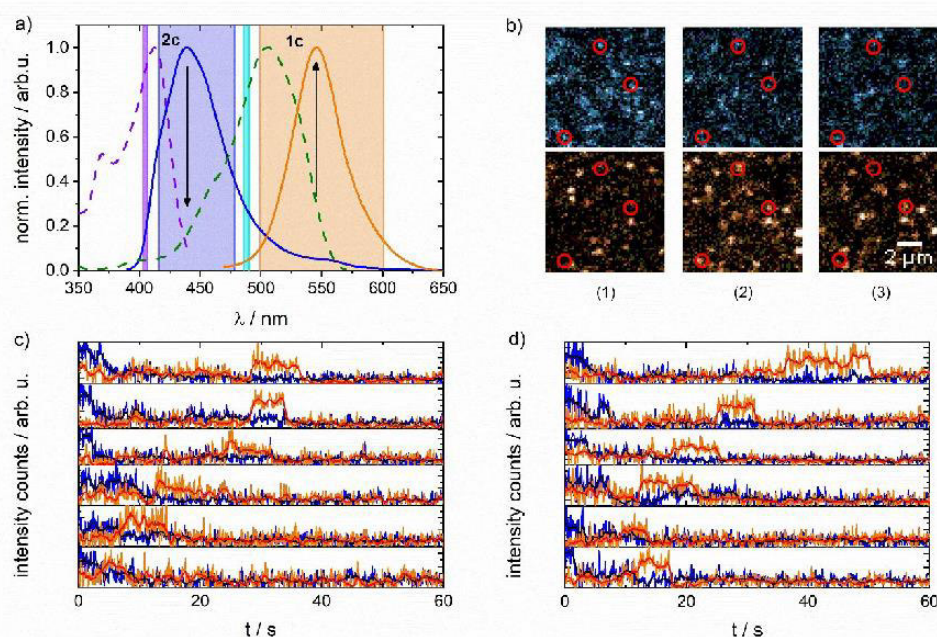 a)
norm. intensity / arb.u.
1.0
0.8
0.6
0.4
0.2
0.0
2c
1c
350 400 450 500 550 600 650
λ / nm
b)
2 µm
(1) (2) (3)
c)
intensity counts / arb. u.
0 20 40 60
t / s
d)
intensity counts / arb. u.
0 20 40 60
t / s